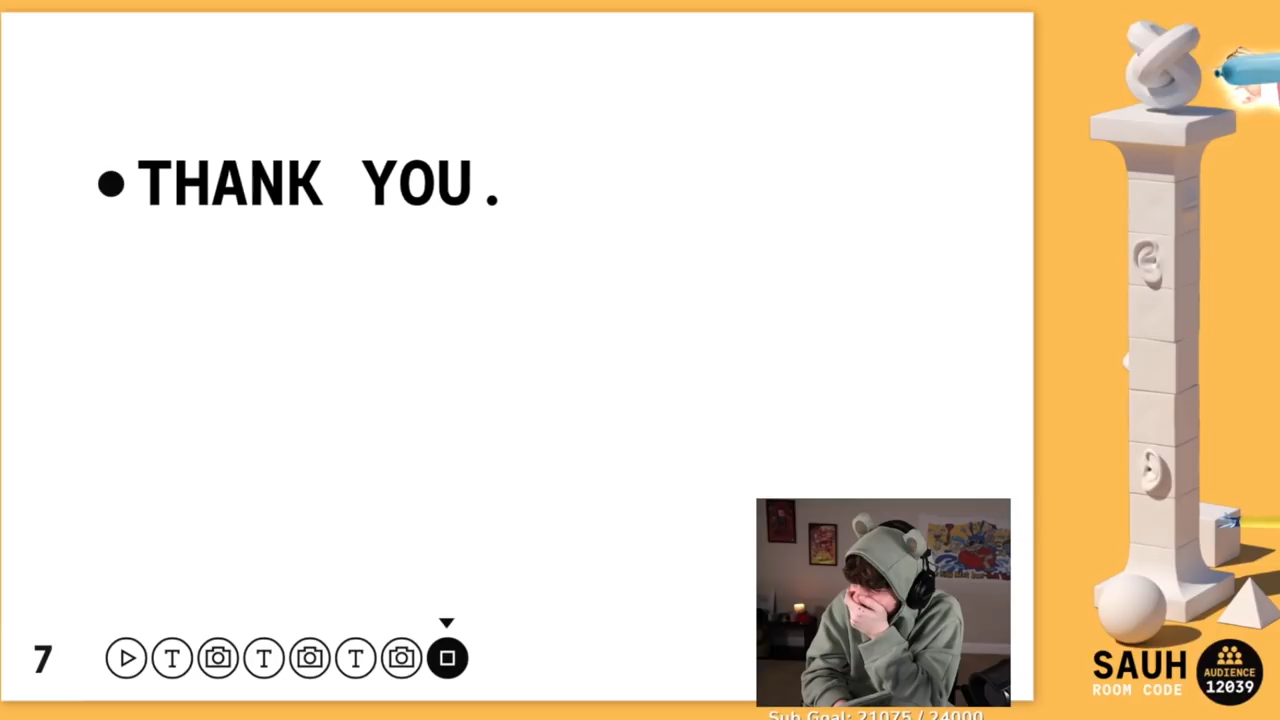 • THANK YOU.
7
T T T
SAUH
ROOM CODE
AUDIENCE
12039
Sub Goal: 21075 / 24000